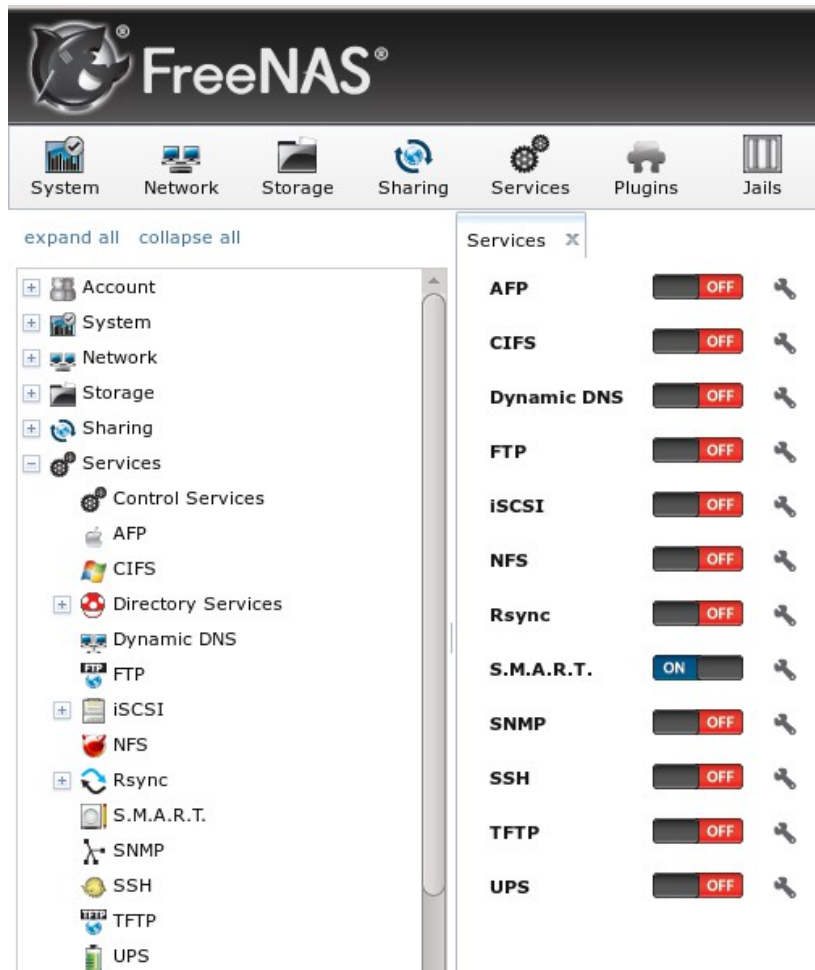 FreeNAS®
System Network Storage Sharing Services Plugins Jails
expand all collapse all
Services x
Account
System
Network
Storage
Sharing
Services
Control Services
AFP
CIFS
Directory Services
Dynamic DNS
FTP
FTP
iSCSI
NFS
Rsync
S.M.A.R.T.
SNMP
SSH
TFTP
TFTP
UPS
AFP OFF
CIFS OFF
Dynamic DNS OFF
FTP OFF
iSCSI OFF
NFS OFF
Rsync OFF
S.M.A.R.T. ON
SNMP OFF
SSH OFF
TFTP OFF
UPS OFF